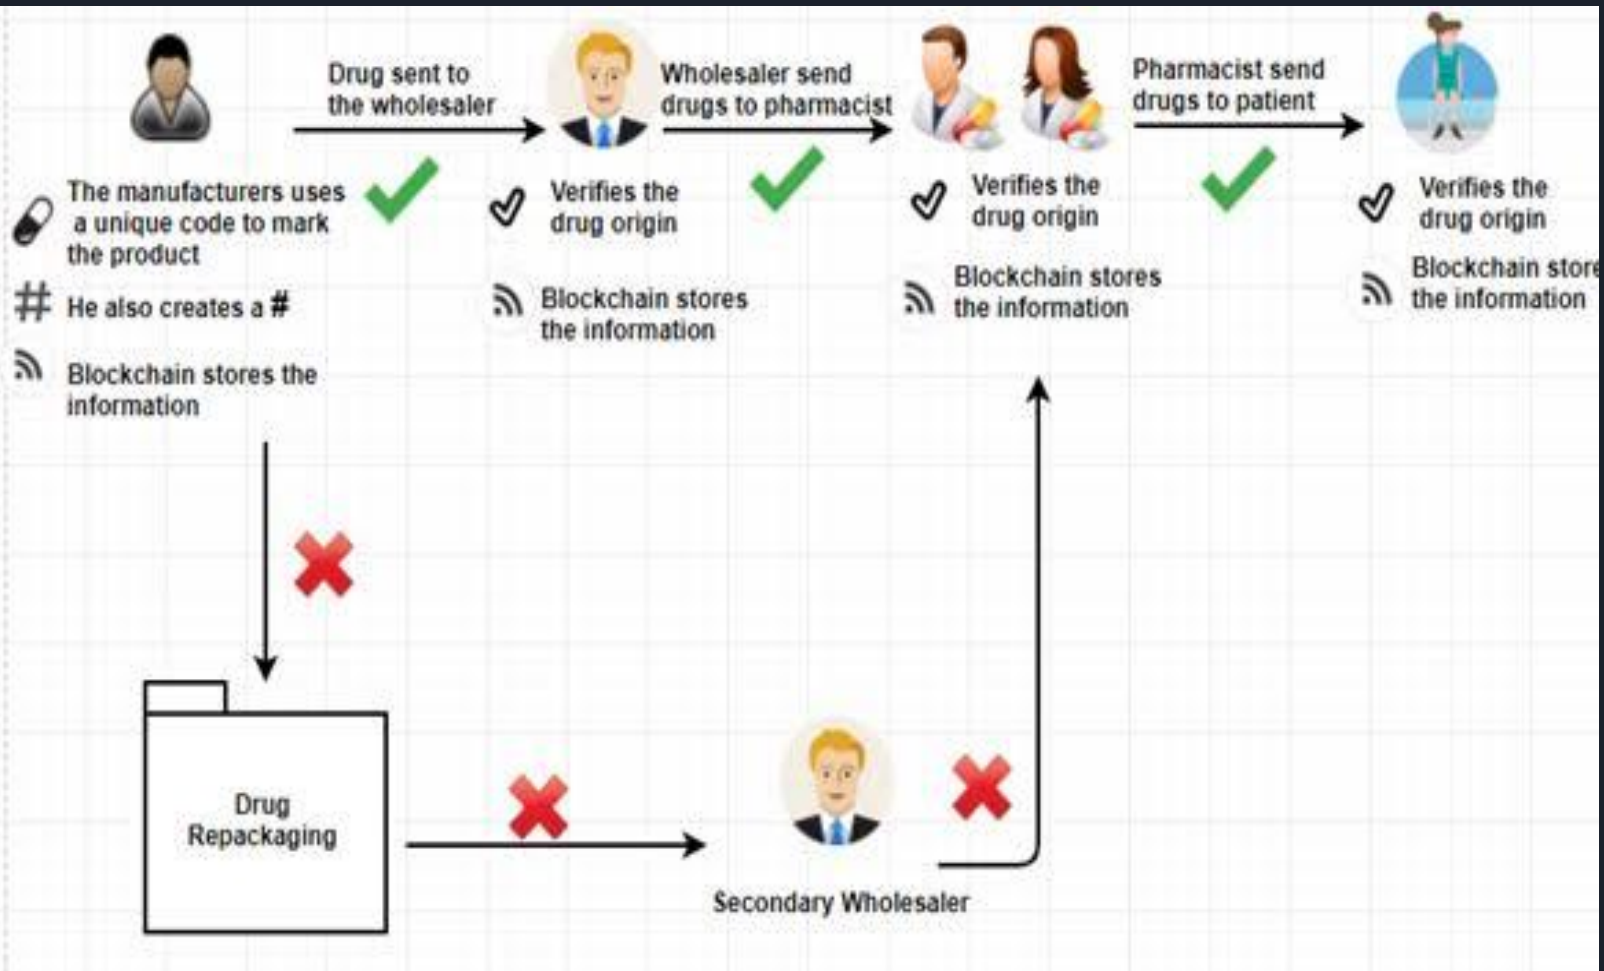 Drug sent to
the wholesaler
Wholesaler send
drugs to pharmacist
Pharmacist send
drugs to patient
The manufacturers uses
a unique code to mark
the product
# He also creates a #
Blockchain stores the
information
Verifies the
drug origin
Blockchain stores
the information
Verifies the
drug origin
Blockchain stores
the information
Verifies the
drug origin
Blockchain store
the information
Drug
Repackaging
Secondary Wholesaler